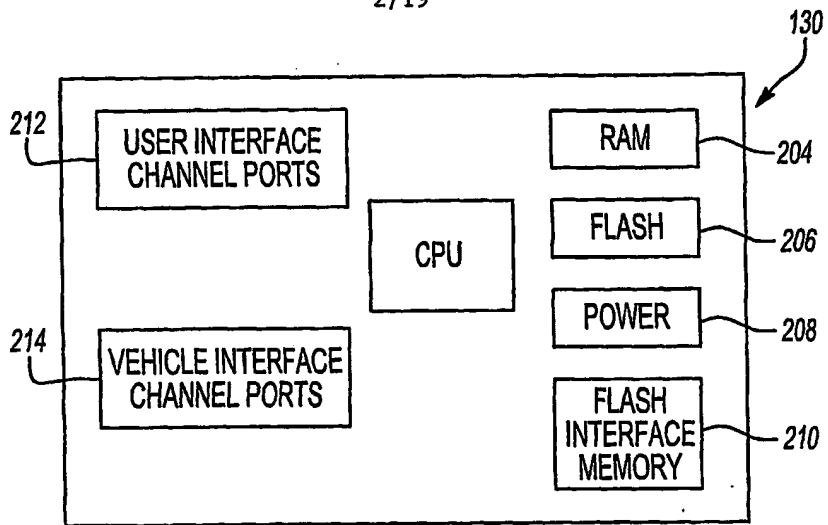 2/19
130
212
USER INTERFACE
CHANNEL PORTS
RAM
204
CPU
FLASH
206
POWER
208
214
VEHICLE INTERFACE
CHANNEL PORTS
FLASH
INTERFACE
MEMORY
210